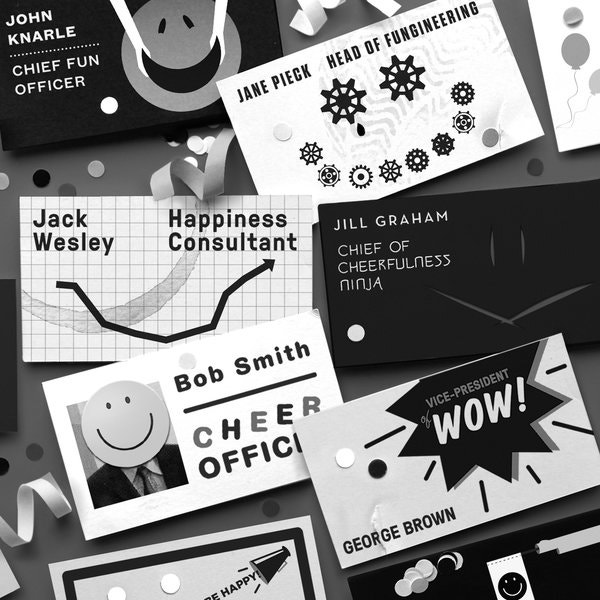 JOHN
KNARLE
CHIEF FUN
OFFICER
JANE PIECK HEAD OF FUNGINEERING
Jack
Wesley
Happiness
Consultant
JILL GRAHAM
CHIEF OF
CHEERFULNESS
NINJA
Bob Smith
CHEER
OFFIC
VICE-PRESIDENT
of WOW!
GEORGE BROWN
BE HAPPY